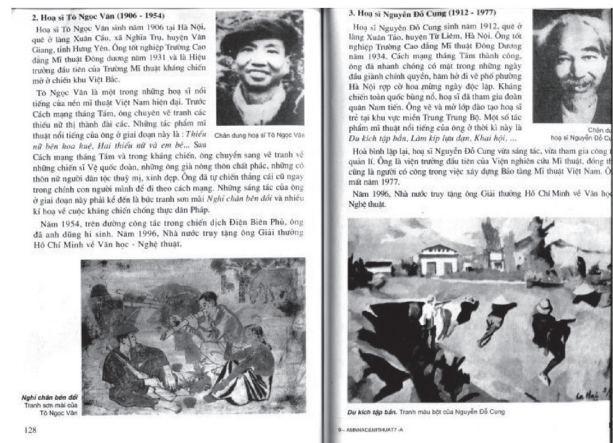 2. Hoạ sĩ Tô Ngọc Vân (1906 - 1954)
Hoạ sĩ Tô Ngọc Vân sinh năm 1906 tại Hà Nội,
quê ở làng Xuân Cầu, xã Nghĩa Trụ, huyện Văn
Giang, tỉnh Hưng Yên. Ông tốt nghiệp Trường Cao
đẳng Mĩ thuật Đông Dương năm 1931 và là Hiệu
trưởng đầu tiên của Trường Mĩ thuật kháng chiến
mở ở chiến khu Việt Bắc.
Tô Ngọc Vân là một trong những hoạ sĩ nổi
tiếng của nền mĩ thuật Việt Nam hiện đại. Trước
Cách mạng tháng Tám, ông chuyên vẽ tranh các
thiếu nữ thị thành đài các. Những tác phẩm mĩ
thuật nổi tiếng của ông ở giai đoạn này là : Thiếu
nữ bên hoa huệ, Hai thiếu nữ và em bé... Sau
Cách mạng tháng Tám và trong kháng chiến, ông chuyển sang vẽ tranh về
những chiến sĩ Vệ quốc đoàn, những già nông thôn chất phác, những cô
thôn nữ người dân tộc thuỳ mị, xinh đẹp. Ông đã tự chiến thắng cái cũ ngay
trong chính con người mình để đi theo cách mạng. Những sáng tác của ông
ở giai đoạn này phải kể đến là bức tranh sơn mài Nghỉ chân bên đồi và nhiều
kí hoạ về cuộc kháng chiến chống thực dân Pháp.
Năm 1954, trên đường công tác trong chiến dịch Điện Biên Phủ, ông
đã anh dũng hi sinh. Năm 1996, Nhà nước truy tặng ông Giải thưởng
Hồ Chí Minh về Văn học - Nghệ thuật.
Chân dung hoạ sĩ Tô Ngọc Vân
Nghỉ chân bên đồi
Tranh sơn mài của
Tô Ngọc Vân
128
3. Hoạ sĩ Nguyễn Đỗ Cung (1912 - 1977)
Hoạ sĩ Nguyễn Đỗ Cung sinh năm 1912, quê ở
làng Xuân Tảo, huyện Từ Liêm, Hà Nội. Ông tốt
nghiệp Trường Cao đẳng Mĩ thuật Đông Dương
năm 1934. Cách mạng tháng Tám thành công,
ông đã nhanh chóng có mặt trong những ngày
đầu giành chính quyền, hăm hở đi vẽ phố phường
Hà Nội rợp cờ hoa mừng ngày độc lập. Kháng
chiến toàn quốc bùng nổ, hoạ sĩ đã tham gia đoàn
quân Nam tiến. Ông vẽ và mở lớp đào tạo hoạ sĩ
trẻ tại khu vực miền Trung Trung Bộ. Một số tác
phẩm mĩ thuật nổi tiếng của ông ở thời kì này là
Du kích tập bắn, Làm kíp lựu đạn, Khai hội, ...
Hoà bình lập lại, hoạ sĩ Nguyễn Đỗ Cung vừa sáng tác, vừa tham gia công t
quản lí. Ông là viện trưởng đầu tiên của Viện nghiên cứu Mĩ thuật, đồng th
cũng là người có công trong việc xây dựng Bảo tàng Mĩ thuật Việt Nam. Ô
mất năm 1977.
Năm 1996, Nhà nước truy tặng ông Giải thưởng Hồ Chí Minh về Văn học
Nghệ thuật.
Chân du
hoạ sĩ Nguyễn Đỗ C
Du kích tập bắn. Tranh màu bột của Nguyễn Đỗ Cung